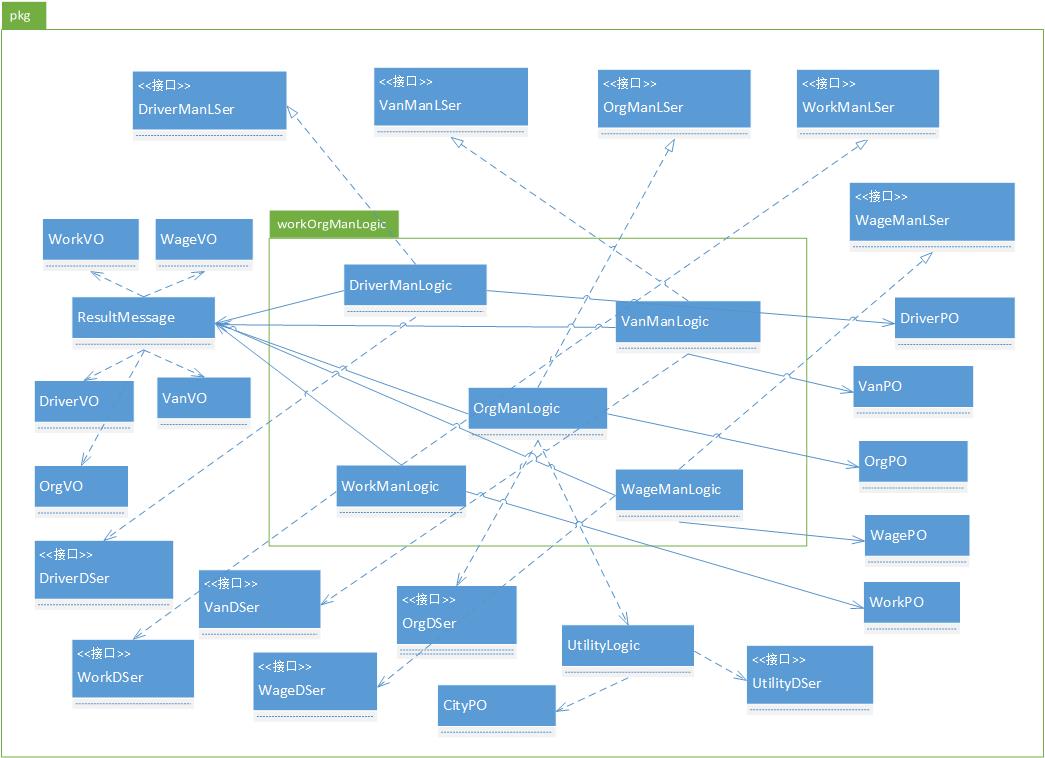 pkg
<<接口>>
DriverManLSer
<<接口>>
VanManLSer
<<接口>>
OrgManLSer
<<接口>>
WorkManLSer
<<接口>>
WageManLSer
workOrgManLogic
WorkVO
WageVO
DriverManLogic
ResultMessage
VanManLogic
DriverPO
DriverVO
VanVO
VanPO
OrgManLogic
OrgPO
OrgVO
WorkManLogic
WageManLogic
WagePO
<<接口>>
DriverDSer
<<接口>>
VanDSer
<<接口>>
OrgDSer
WorkPO
<<接口>>
WorkDSer
<<接口>>
WageDSer
UtilityLogic
<<接口>>
UtilityDSer
CityPO